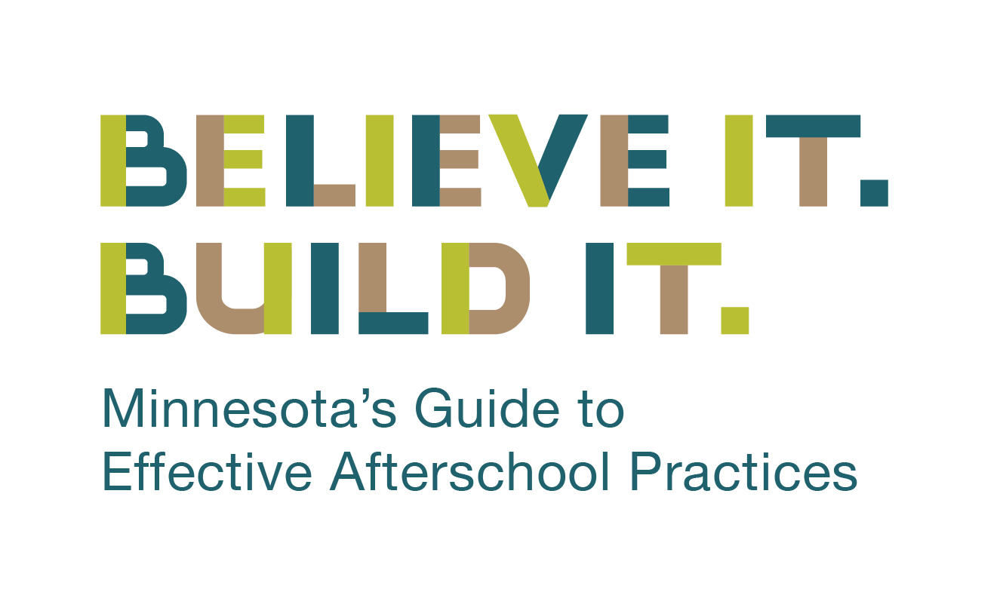 BELIEVE IT.
BUILD IT.
Minnesota’s Guide to
Effective Afterschool Practices